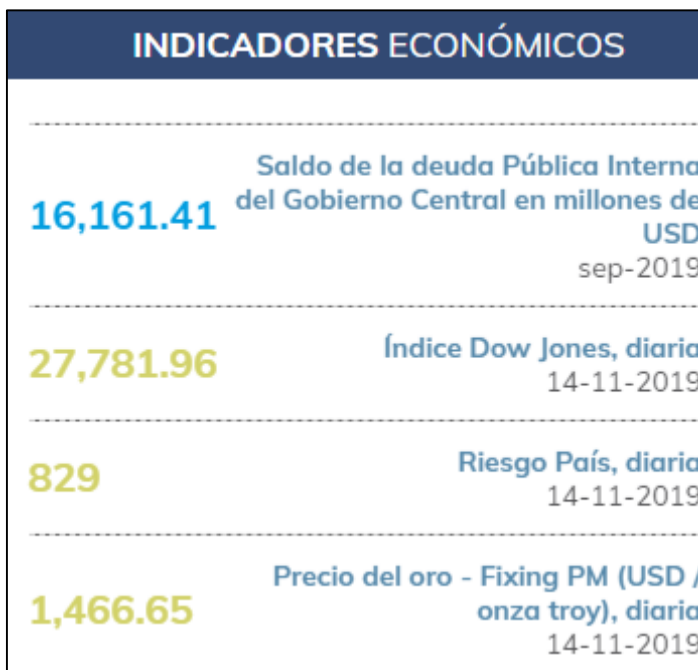 INDICADORES ECONÓMICOS
16,161.41
Saldo de la deuda Pública Interna
del Gobierno Central en millones de
USD
sep-2019
27,781.96
Índice Dow Jones, diaria
14-11-2019
829
Riesgo País, diaria
14-11-2019
1,466.65
Precio del oro - Fixing PM (USD /
onza troy), diaria
14-11-2019